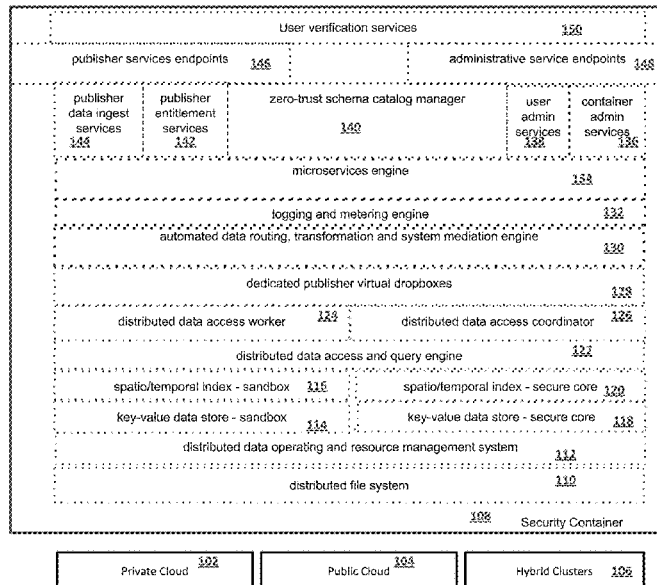 User verification services 150
publisher services endpoints 146
administrative service endpoints 148
publisher data ingest services 144
publisher entitlement services 142
zero-trust schema catalog manager 140
user admin services 138
container admin services 136
microservices engine
logging and metering engine 132
automated data routing, transformation and system mediation engine 130
dedicated publisher virtual dropboxes 128
distributed data access worker 124
distributed data access coordinator 126
distributed data access and query engine
spatio/temporal index - sandbox 116
spatio/temporal index - secure core 120
key-value data store - sandbox 114
key-value data store - secure core 118
distributed data operating and resource management system 112
distributed file system 110
108 Security Container
Private Cloud 102
Public Cloud 104
Hybrid Clusters 106